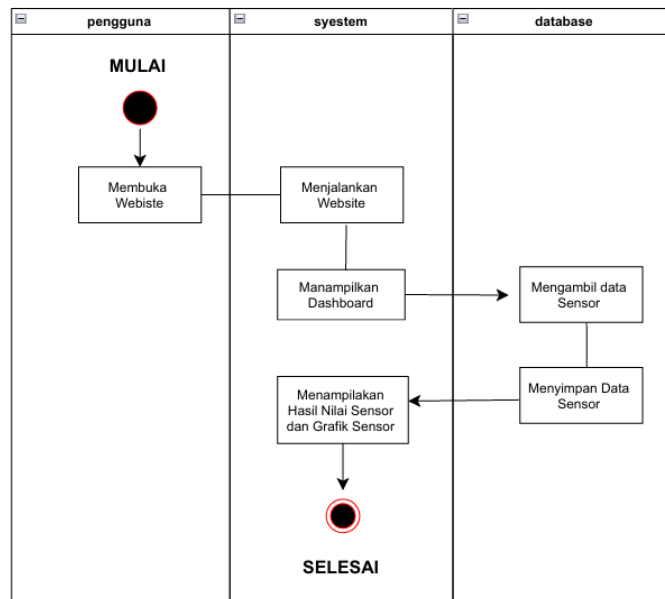 pengguna
syestem
database
MULAI
Membuka
Webiste
Menjalankan
Website
Manampilkan
Dashboard
Mengambil data
Sensor
Menyimpan Data
Sensor
Menampilakan
Hasil Nilai Sensor
dan Grafik Sensor
SELESAI